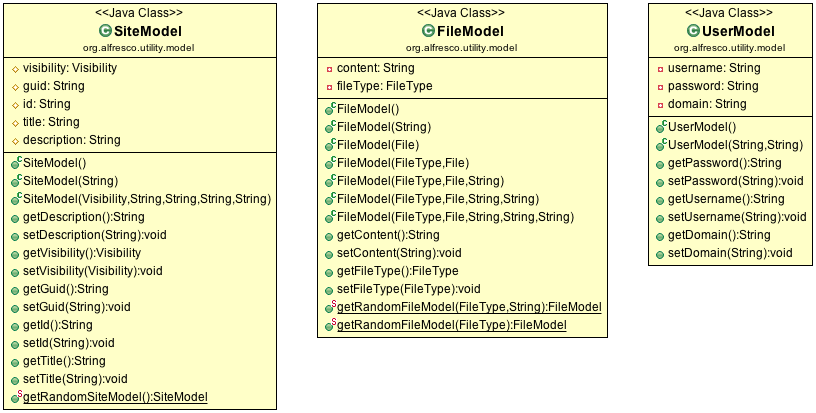 <<Java Class>>
SiteModel
org.alfresco.utility.model
visibility: Visibility
guid: String
id: String
title: String
description: String
SiteModel()
SiteModel(String)
SiteModel(Visibility,String,String,String,String)
getDescription():String
setDescription(String):void
getVisibility():Visibility
setVisibility(Visibility):void
getGuid():String
setGuid(String):void
getId():String
setId(String):void
getTitle():String
setTitle(String):void
getRandomSiteModel():SiteModel
<<Java Class>>
FileModel
org.alfresco.utility.model
content: String
fileType: FileType
FileModel()
FileModel(String)
FileModel(File)
FileModel(FileType,File)
FileModel(FileType,File,String)
FileModel(FileType,File,String,String)
FileModel(FileType,File,String,String,String)
getContent():String
setContent(String):void
getFileType():FileType
setFileType(FileType):void
getRandomFileModel(FileType,String):FileModel
getRandomFileModel(FileType):FileModel
<<Java Class>>
UserModel
org.alfresco.utility.model
username: String
password: String
domain: String
UserModel()
UserModel(String,String)
getPassword():String
setPassword(String):void
getUsername():String
setUsername(String):void
getDomain():String
setDomain(String):void